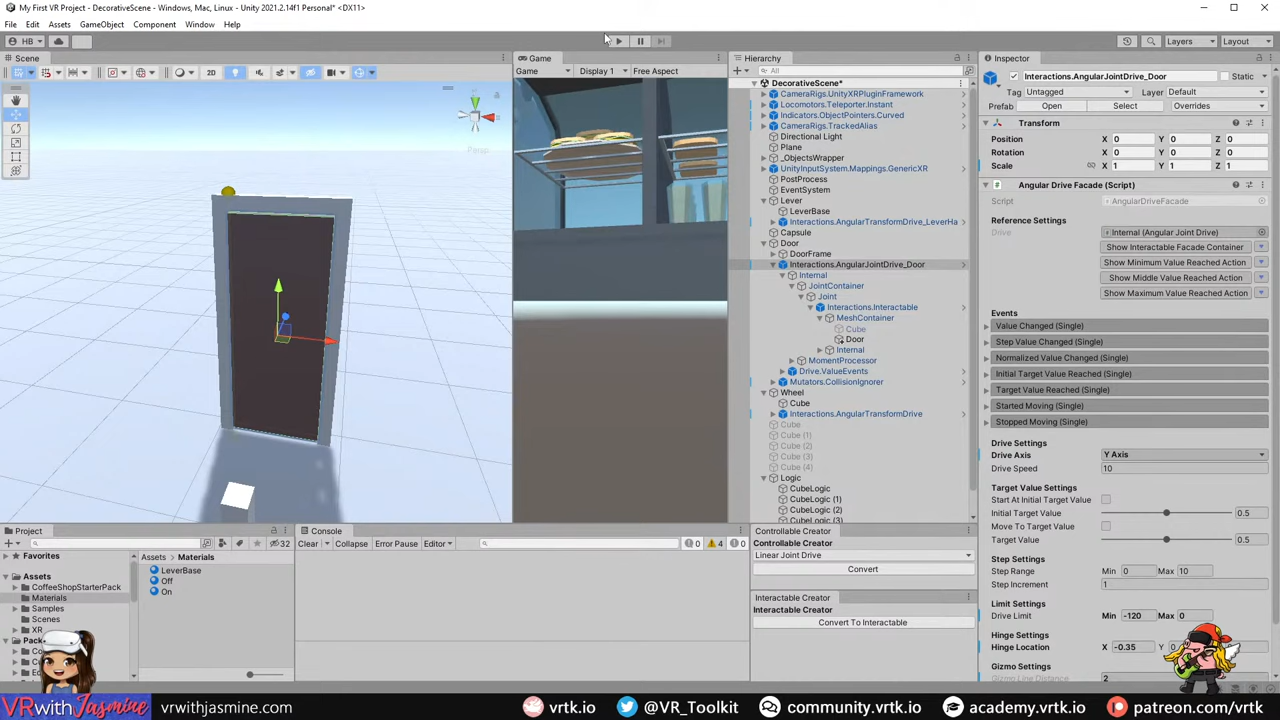 My First VR Project - DecorativeScene - Windows, Mac, Linux - Unity 2021.2.14f1 Personal* <DX11>
File Edit Assets GameObject Component Window Help
HB Layers Layout
Scene Game Hierarchy Inspector
2D Game Display 1 Free Aspect All
Persp
DecorativeScene*
CameraRigs.UnityXRPluginFramework
Locomotors.Teleporter.Instant
Indicators.ObjectPointers.Curved
CameraRigs.TrackedAlias
Directional Light
Plane
_ObjectsWrapper
UnityInputSystem.Mappings.GenericXR
PostProcess
EventSystem
Lever
LeverBase
Interactions.AngularTransformDrive_LeverHa
Capsule
Door
DoorFrame
Interactions.AngularJointDrive_Door
Internal
JointContainer
Joint
Interactions.Interactable
MeshContainer
Cube
Door
Internal
MomentProcessor
Drive.ValueEvents
Mutators.CollisionIgnorer
Wheel
Cube
Interactions.AngularTransformDrive
Cube
Cube (1)
Cube (2)
Cube (3)
Cube (4)
Logic
CubeLogic
CubeLogic (1)
CubeLogic (2)
CubeLogic (3)
Interactions.AngularJointDrive_Door Static
Tag Untagged Layer Default
Prefab Open Select Overrides
Transform
Position X 0 Y 0 Z 0
Rotation X 0 Y 0 Z 0
Scale X 1 Y 1 Z 1
Angular Drive Facade (Script)
Script AngularDriveFacade
Reference Settings
Drive Internal (Angular Joint Drive)
Show Interactable Facade Container
Show Minimum Value Reached Action
Show Middle Value Reached Action
Show Maximum Value Reached Action
Events
Value Changed (Single)
Step Value Changed (Single)
Normalized Value Changed (Single)
Initial Target Value Reached (Single)
Target Value Reached (Single)
Started Moving (Single)
Stopped Moving (Single)
Drive Settings
Drive Axis Y Axis
Drive Speed 10
Target Value Settings
Start At Initial Target Value
Initial Target Value 0.5
Move To Target Value
Target Value 0.5
Step Settings
Step Range Min 0 Max 10
Step Increment 1
Limit Settings
Drive Limit Min -120 Max 0
Hinge Settings
Hinge Location X -0.35 Y 0
Gizmo Settings
Gizmo Line Distance 2
Project
32
Favorites
Assets
CoffeeShopStarterPack
Materials
Samples
Scenes
XR
Assets > Materials
LeverBase
Off
On
Console
Clear Collapse Error Pause Editor 0 4 0
Controllable Creator
Controllable Creator
Linear Joint Drive
Convert
Interactable Creator
Interactable Creator
Convert To Interactable
VRwithJasmine vrwithjasmine.com vrtk.io @VR_Toolkit community.vrtk.io academy.vrtk.io patreon.com/vrtk